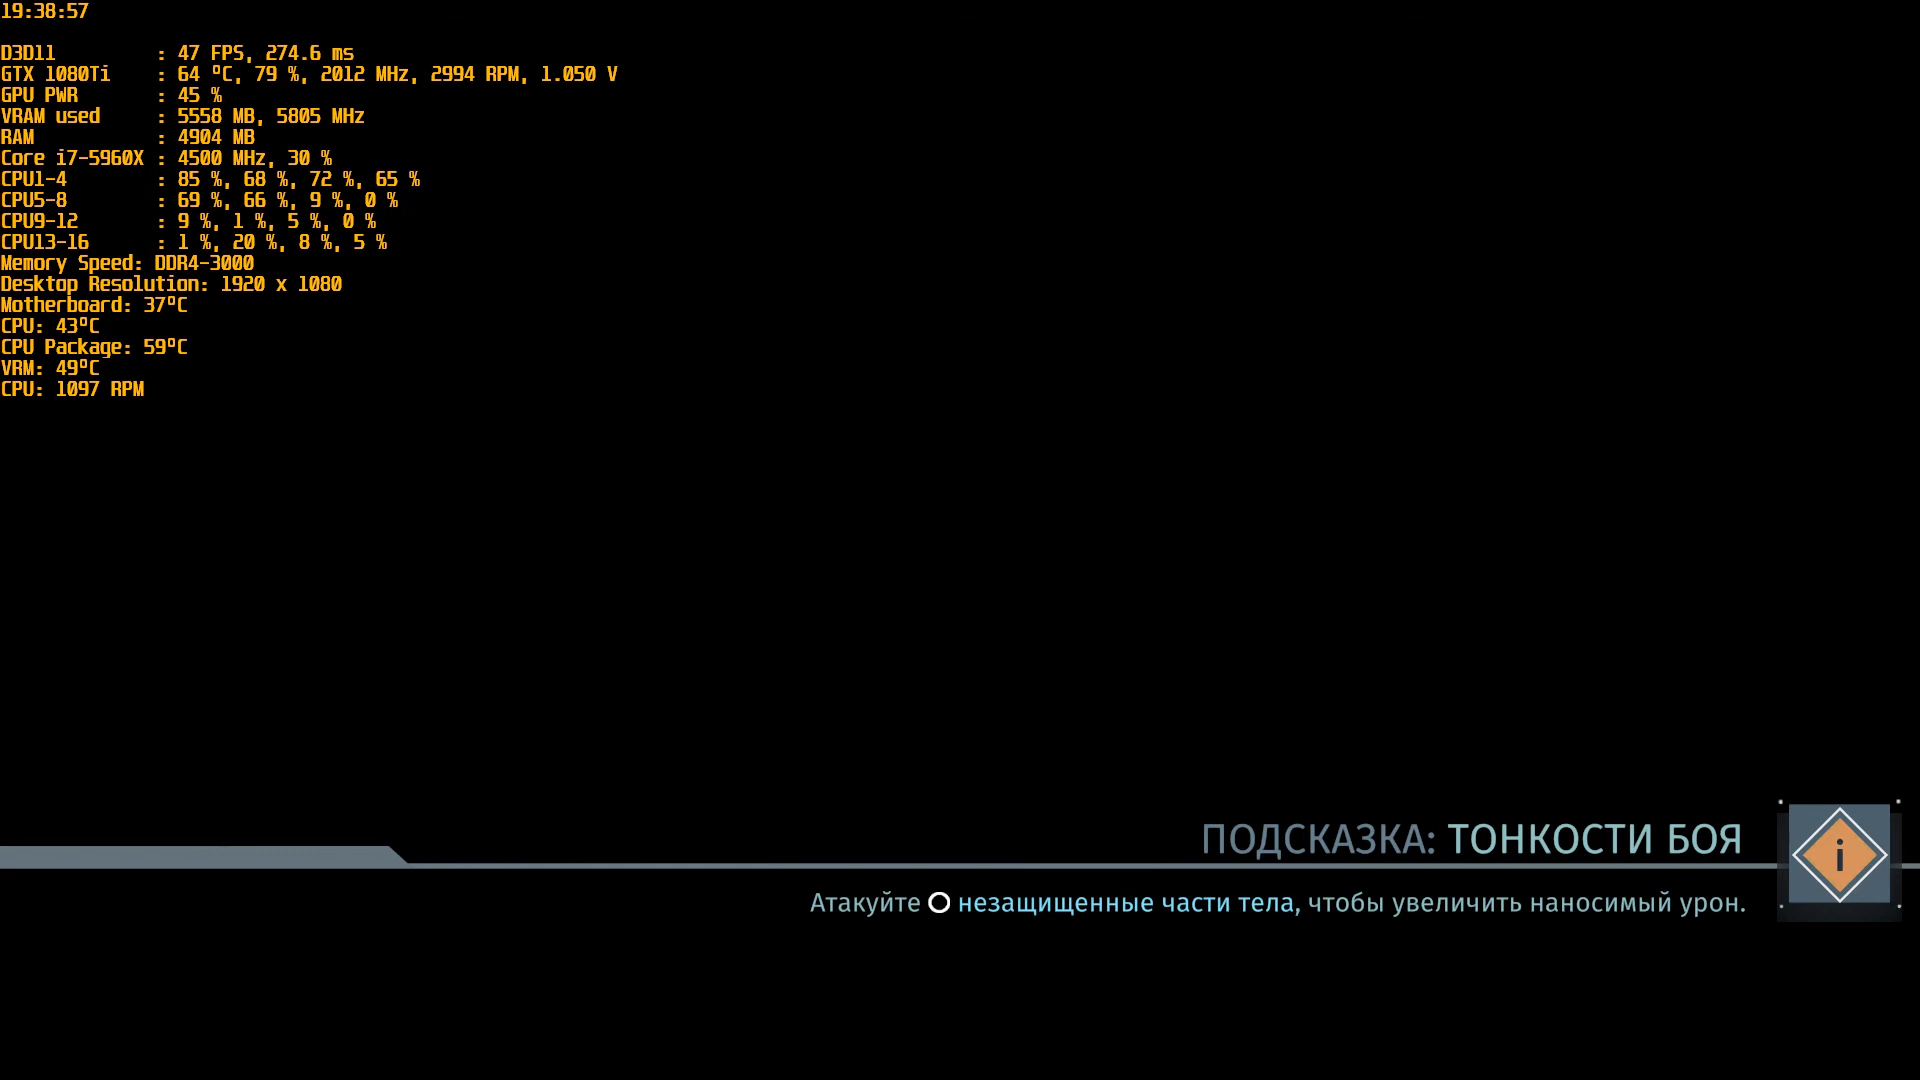 19:38:57
D3D11 : 47 FPS, 274.6 ms
GTX 1080Ti : 64 °C, 79 %, 2012 MHz, 2994 RPM, 1.050 V
GPU PWR : 45 %
VRAM used : 5558 MB, 5805 MHz
RAM : 4904 MB
Core i7-5960X : 4500 MHz, 30 %
CPU1-4 : 85 %, 68 %, 72 %, 65 %
CPU5-8 : 69 %, 66 %, 9 %, 0 %
CPU9-12 : 9 %, 1 %, 5 %, 0 %
CPU13-16 : 1 %, 20 %, 8 %, 5 %
Memory Speed: DDR4-3000
Desktop Resolution: 1920 x 1080
Motherboard: 37°C
CPU: 43°C
CPU Package: 59°C
VRM: 49°C
CPU: 1097 RPM
ПОДСКАЗКА: ТОНКОСТИ БОЯ
i
Атакуйте незащищенные части тела, чтобы увеличить наносимый урон.